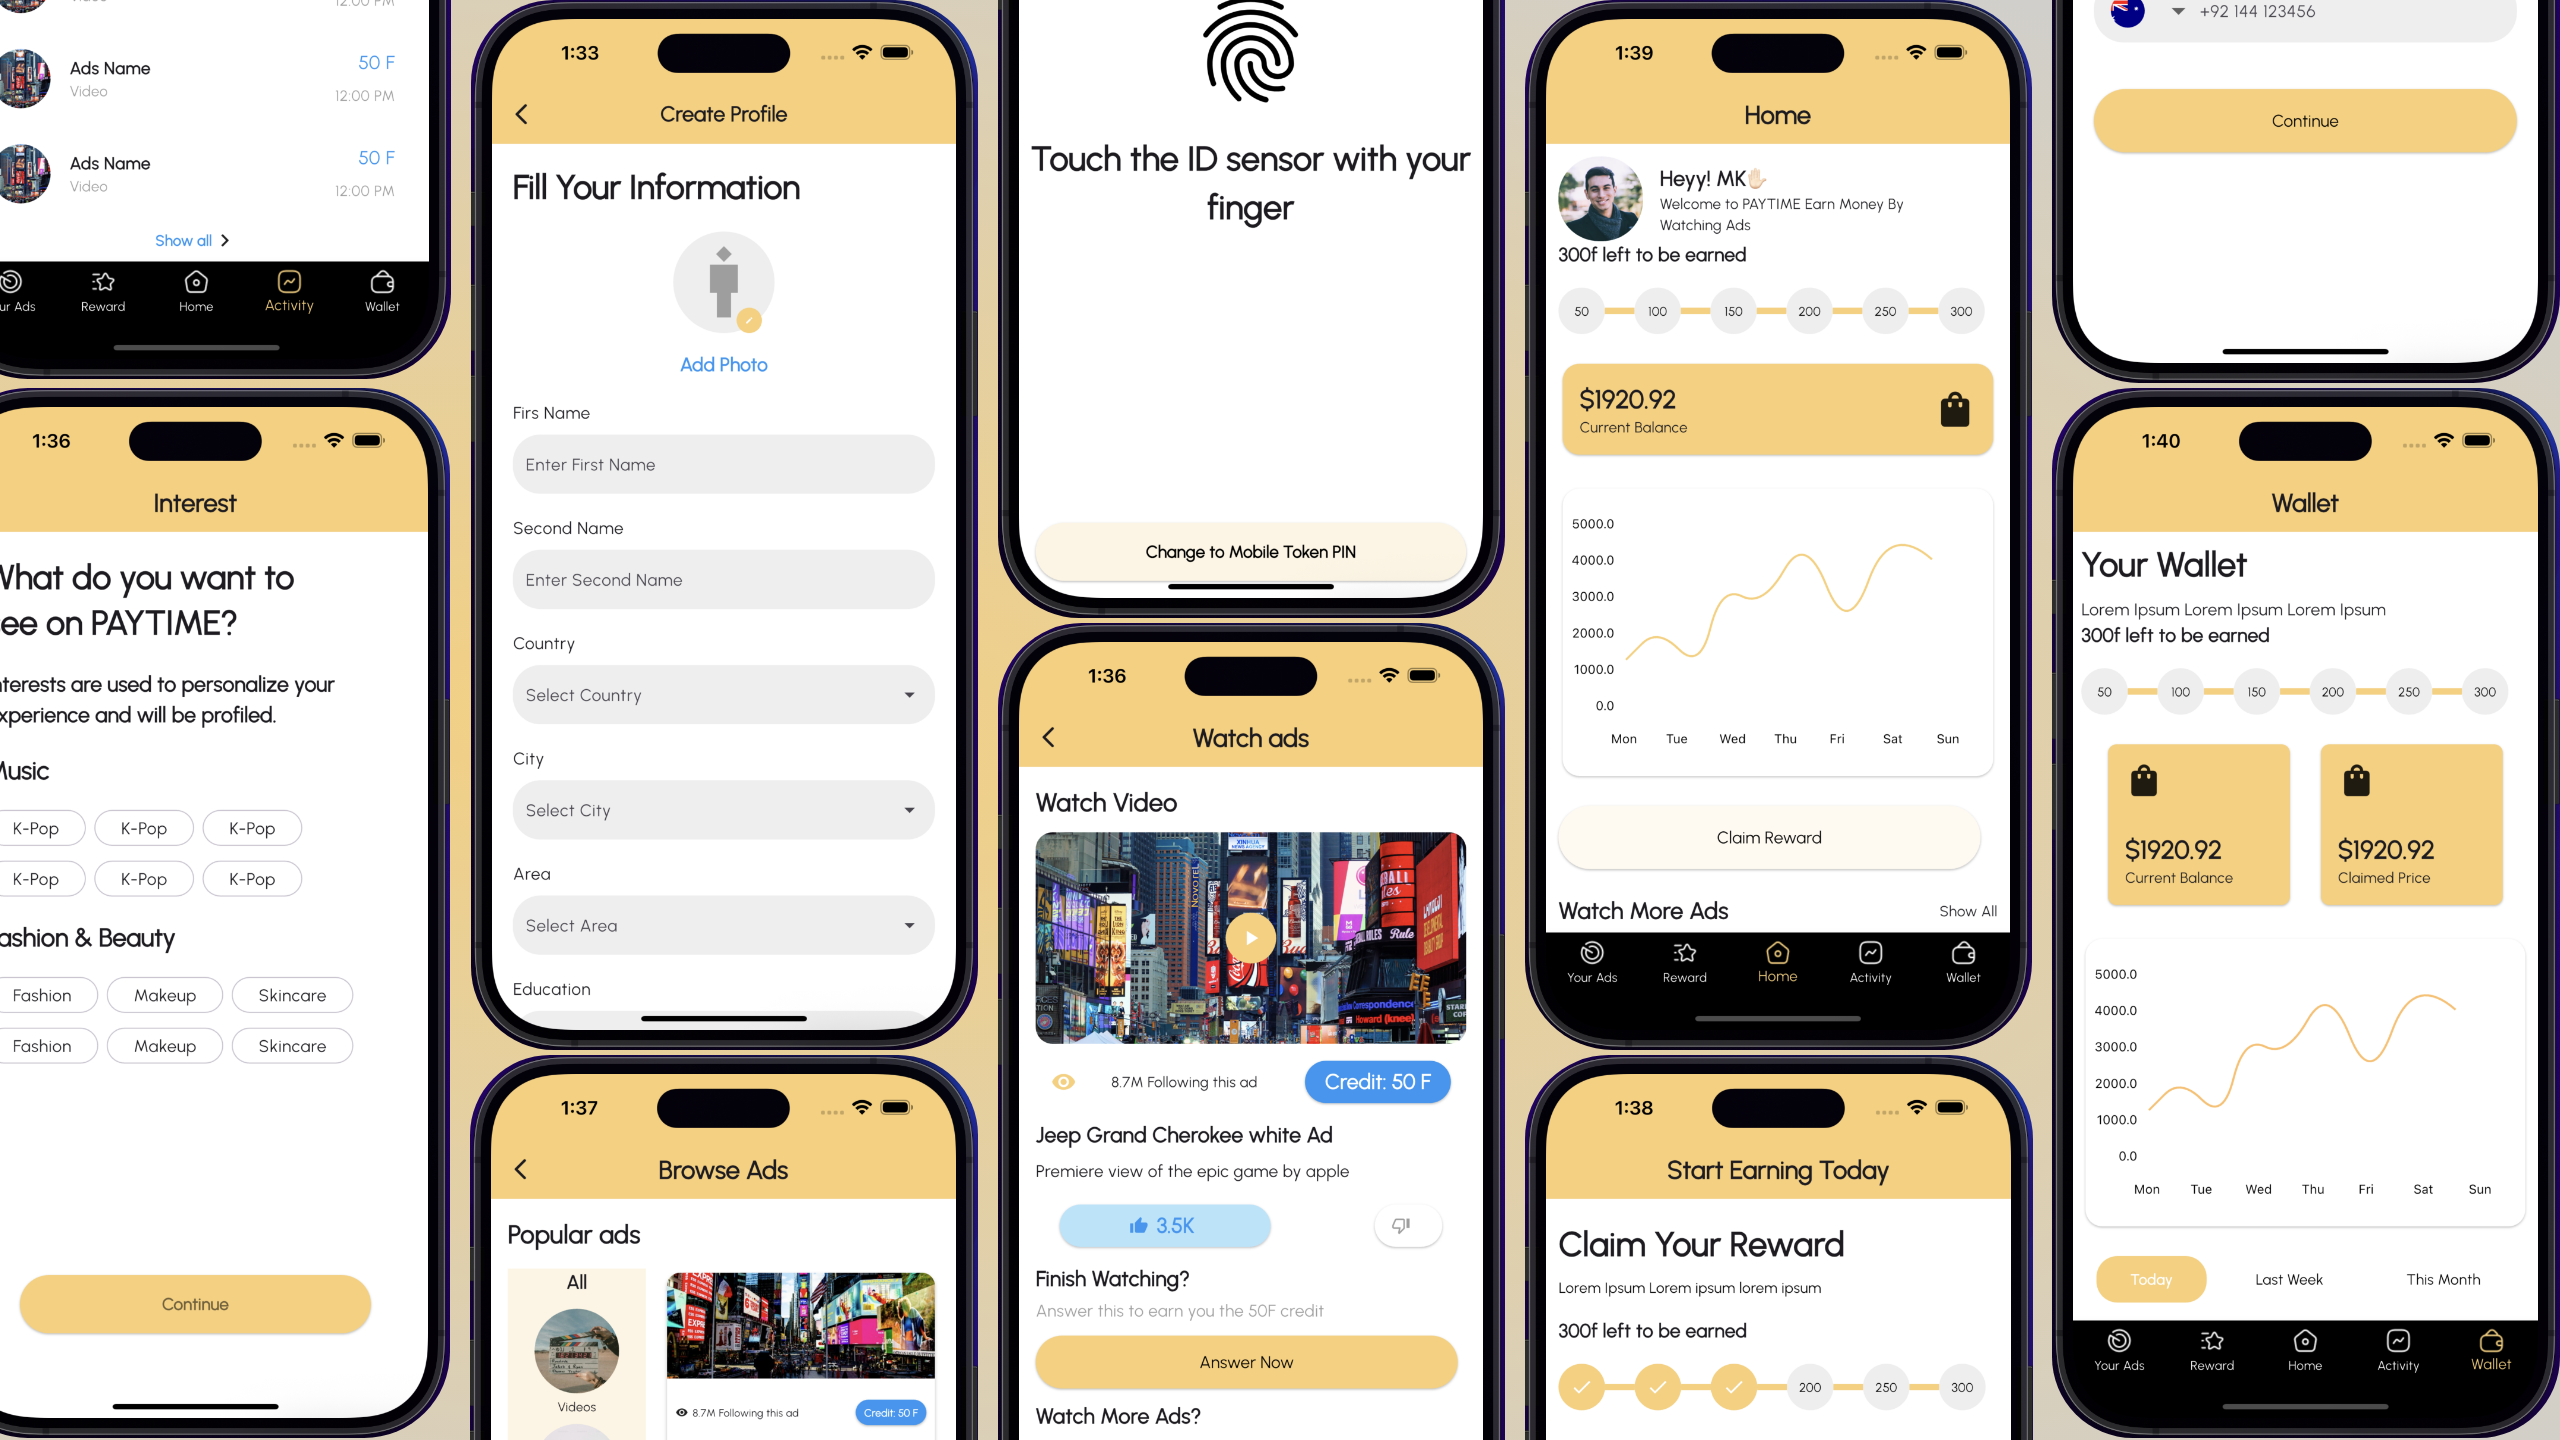 Video
12:00 PM
Ads Name
50 F
Video
12:00 PM
Ads Name
50 F
Video
12:00 PM
Show all
ur Ads
Reward
Home
Activity
Wallet
1:36
Interest
What do you want to
ee on PAYTIME?
nterests are used to personalize your
xperience and will be profiled.
Music
K-Pop
K-Pop
K-Pop
K-Pop
K-Pop
K-Pop
ashion & Beauty
Fashion
Makeup
Skincare
Fashion
Makeup
Skincare
Continue
1:33
Create Profile
Fill Your Information
Add Photo
Firs Name
Enter First Name
Second Name
Enter Second Name
Country
Select Country
City
Select City
Area
Select Area
Education
1:37
Browse Ads
Popular ads
All
Videos
8.7M Following this ad
Credit: 50 F
Touch the ID sensor with your
finger
Change to Mobile Token PIN
1:36
Watch ads
Watch Video
XINHUA
NEWS AGENCY
NOVOTEL
Rule
Correspondence
Howard (knee)
8.7M Following this ad
Credit: 50 F
Jeep Grand Cherokee white Ad
Premiere view of the epic game by apple
3.5K
Finish Watching?
Answer this to earn you the 50F credit
Answer Now
Watch More Ads?
1:39
Home
Heyy! MK
Welcome to PAYTIME Earn Money By
Watching Ads
300f left to be earned
50
100
150
200
250
300
$1920.92
Current Balance
5000.0
4000.0
3000.0
2000.0
1000.0
0.0
Mon
Tue
Wed
Thu
Fri
Sat
Sun
Claim Reward
Watch More Ads
Show All
Your Ads
Reward
Home
Activity
Wallet
1:38
Start Earning Today
Claim Your Reward
Lorem Ipsum Lorem ipsum lorem ipsum
300f left to be earned
200
250
300
+92 144 123456
Continue
1:40
Wallet
Your Wallet
Lorem Ipsum Lorem Ipsum Lorem Ipsum
300f left to be earned
50
100
150
200
250
300
$1920.92
Current Balance
$1920.92
Claimed Price
5000.0
4000.0
3000.0
2000.0
1000.0
0.0
Mon
Tue
Wed
Thu
Fri
Sat
Sun
Today
Last Week
This Month
Your Ads
Reward
Home
Activity
Wallet